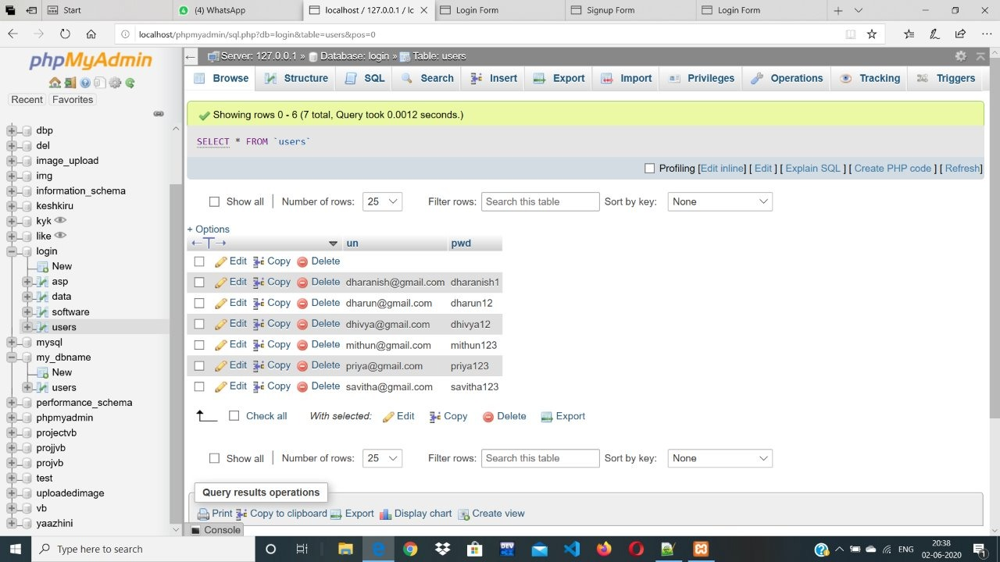 Start
(4) WhatsApp
localhost / 127.0.0.1 / lc
Login Form
Signup Form
Login Form
localhost/phpmyadmin/sql.php?db=login&table=users&pos=0
phpMyAdmin
Recent Favorites
dbp
del
image_upload
img
information_schema
keshkiru
kyk
like
login
New
asp
data
software
users
mysql
my_dbname
New
users
performance_schema
phpmyadmin
projectvb
projjvb
projvb
test
uploadedimage
vb
yaazhini
Server: 127.0.0.1 » Database: login » Table: users
Browse Structure SQL Search Insert Export Import Privileges Operations Tracking Triggers
Showing rows 0 - 6 (7 total, Query took 0.0012 seconds.)
SELECT * FROM `users`
Profiling [Edit inline] [ Edit ] [ Explain SQL ] [ Create PHP code ] [ Refresh]
Show all Number of rows: 25 Filter rows: Search this table Sort by key: None
+ Options
←T→ un pwd
Edit Copy Delete
Edit Copy Delete dharanish@gmail.com dharanish1
Edit Copy Delete dharun@gmail.com dharun12
Edit Copy Delete dhivya@gmail.com dhivya12
Edit Copy Delete mithun@gmail.com mithun123
Edit Copy Delete priya@gmail.com priya123
Edit Copy Delete savitha@gmail.com savitha123
Check all With selected: Edit Copy Delete Export
Show all Number of rows: 25 Filter rows: Search this table Sort by key: None
Query results operations
Print Copy to clipboard Export Display chart Create view
Console
Type here to search
DEV
ENG
20:38
02-06-2020